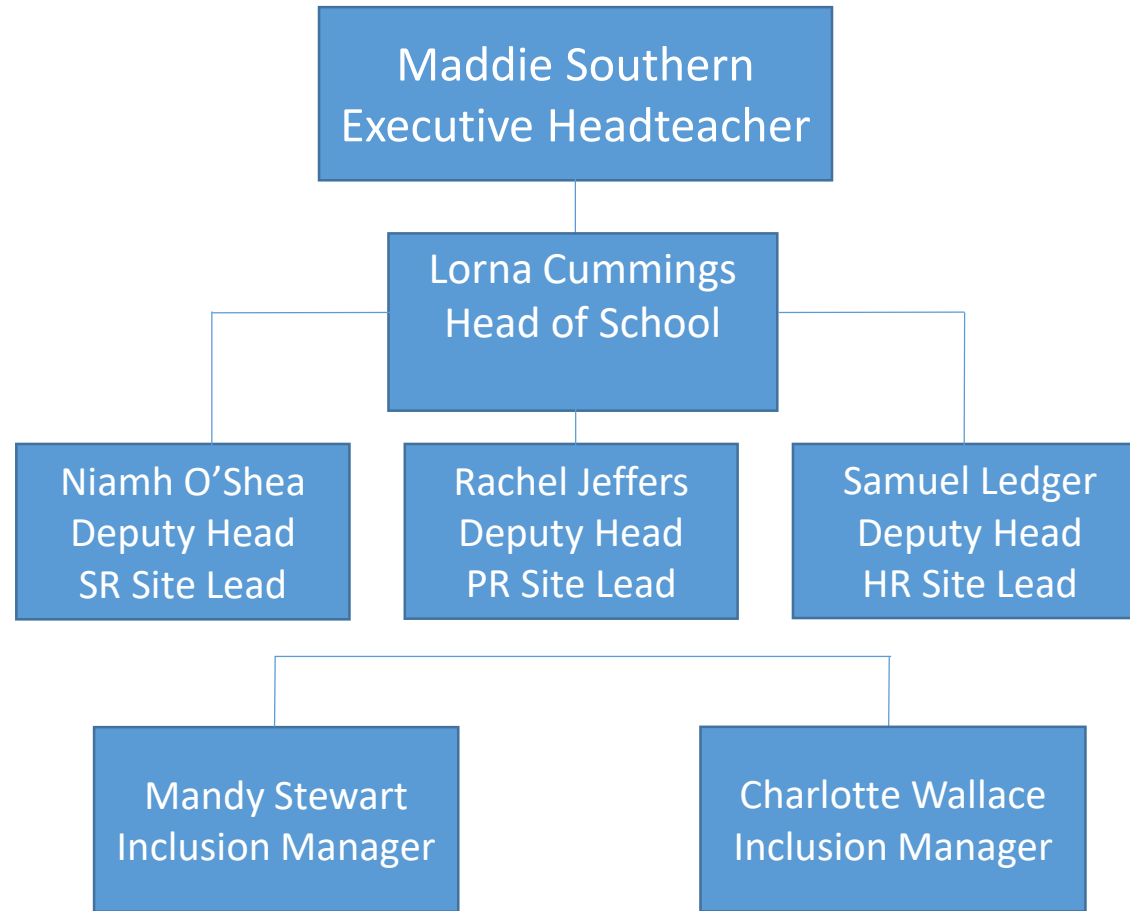 Maddie Southern
Executive Headteacher
Lorna Cummings
Head of School
Niamh O’Shea
Deputy Head
SR Site Lead
Rachel Jeffers
Deputy Head
PR Site Lead
Samuel Ledger
Deputy Head
HR Site Lead
Mandy Stewart
Inclusion Manager
Charlotte Wallace
Inclusion Manager